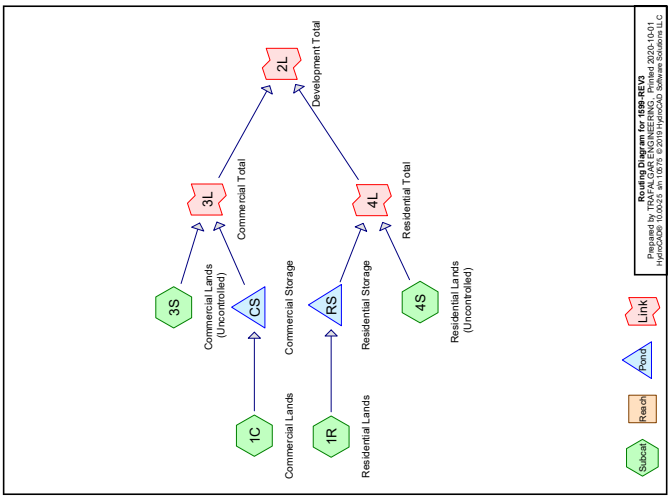 3S
Commercial Lands
(Uncontrolled)
1C
Commercial Lands
CS
Commercial Storage
3L
Commercial Total
2L
Development Total
1R
Residential Lands
RS
Residential Storage
4L
Residential Total
4S
Residential Lands
(Uncontrolled)
Subcat
Reach
Pond
Link
Routing Diagram for 1599-REV3
Prepared by TRAFALGAR ENGINEERING, Printed 2020-10-01
HydroCAD® 10.00-25 s/n 10575 © 2019 HydroCAD Software Solutions LLC